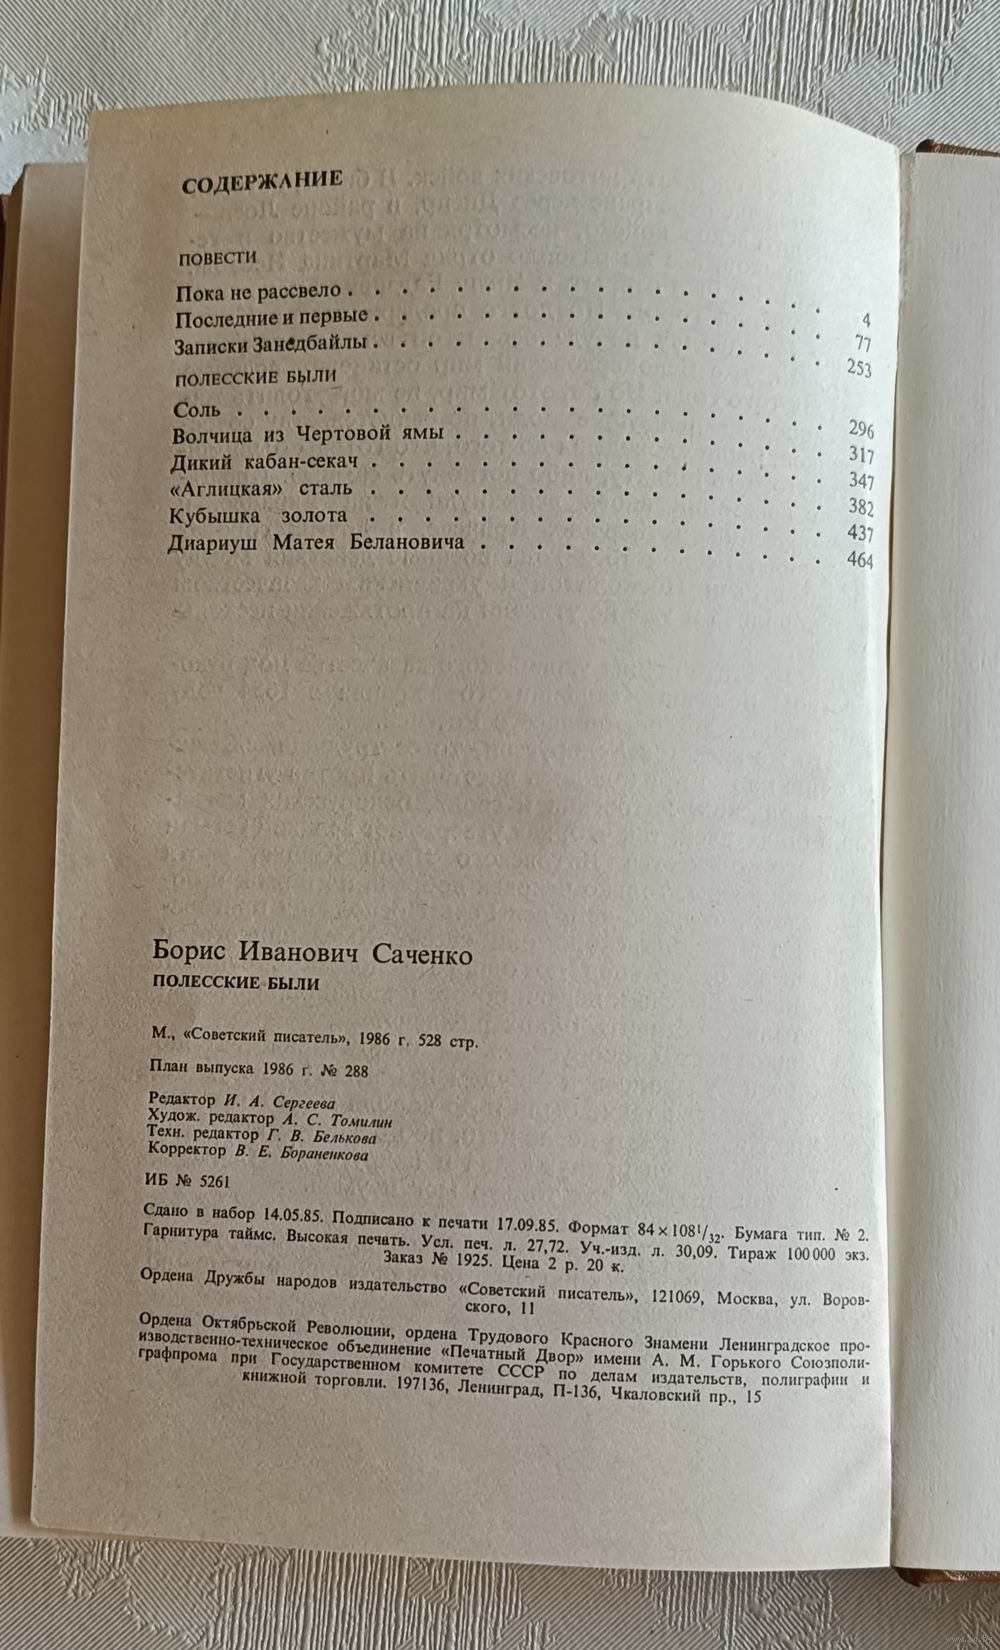 СОДЕРЖАНИЕ
ПОВЕСТИ
Пока не рассвело . . . . . . . . . . . . . . . . . . 4
Последние и первые . . . . . . . . . . . . . . . . . 77
Записки Занедбайлы . . . . . . . . . . . . . . . . . 253
ПОЛЕССКИЕ БЫЛИ
Соль . . . . . . . . . . . . . . . . . . . . . . 296
Волчица из Чертовой ямы . . . . . . . . . . . . . . 317
Дикий кабан-секач . . . . . . . . . . . . . . . . . 347
«Аглицкая» сталь . . . . . . . . . . . . . . . . . 382
Кубышка золота . . . . . . . . . . . . . . . . . 437
Диариуш Матея Белановича . . . . . . . . . . . . . 464
Борис Иванович Саченко
ПОЛЕССКИЕ БЫЛИ
М., «Советский писатель», 1986 г. 528 стр.
План выпуска 1986 г. № 288
Редактор И. А. Сергеева
Худож. редактор А. С. Томилин
Техн. редактор Г. В. Белькова
Корректор В. Е. Бораненкова
ИБ № 5261
Сдано в набор 14.05.85. Подписано к печати 17.09.85. Формат 84×108¹/₃₂. Бумага тип. № 2.
Гарнитура таймс. Высокая печать. Усл. печ. л. 27,72. Уч.-изд. л. 30,09. Тираж 100 000 экз.
Заказ № 1925. Цена 2 р. 20 к.
Ордена Дружбы народов издательство «Советский писатель», 121069, Москва, ул. Воров-
ского, 11
Ордена Октябрьской Революции, ордена Трудового Красного Знамени Ленинградское про-
изводственно-техническое объединение «Печатный Двор» имени А. М. Горького Союзполи-
графпрома при Государственном комитете СССР по делам издательств, полиграфии и
книжной торговли. 197136, Ленинград, П-136, Чкаловский пр., 15